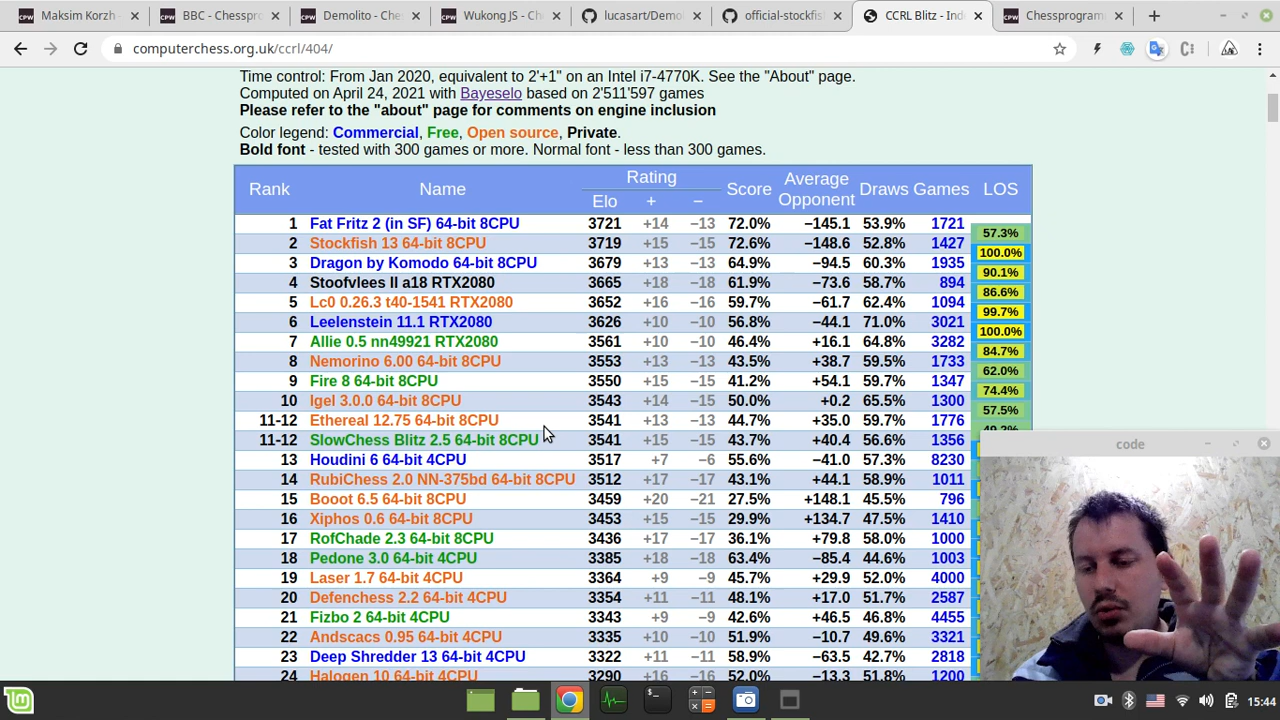 Maksim Korzh
BBC - Chesspro
Demolito - Chess
Wukong JS - Ch
lucasart/Demo
official-stockfis
CCRL Blitz - Ind
Chessprogram
computerchess.org.uk/ccrl/404/
Time control: From Jan 2020, equivalent to 2'+1" on an Intel i7-4770K. See the "About" page.
Computed on April 24, 2021 with Bayeselo based on 2'511'597 games
Please refer to the "about" page for comments on engine inclusion
Color legend: Commercial, Free, Open source, Private.
Bold font - tested with 300 games or more. Normal font - less than 300 games.
Rank Name Rating Score Average Opponent Draws Games LOS
Elo + −
1 Fat Fritz 2 (in SF) 64-bit 8CPU 3721 +14 −13 72.0% −145.1 53.9% 1721
57.3%
2 Stockfish 13 64-bit 8CPU 3719 +15 −15 72.6% −148.6 52.8% 1427
100.0%
3 Dragon by Komodo 64-bit 8CPU 3679 +13 −13 64.9% −94.5 60.3% 1935
90.1%
4 Stoofvlees II a18 RTX2080 3665 +18 −18 61.9% −73.6 58.7% 894
86.6%
5 Lc0 0.26.3 t40-1541 RTX2080 3652 +16 −16 59.7% −61.7 62.4% 1094
99.7%
6 Leelenstein 11.1 RTX2080 3626 +10 −10 56.8% −44.1 71.0% 3021
100.0%
7 Allie 0.5 nn49921 RTX2080 3561 +10 −10 46.4% +16.1 64.8% 3282
84.7%
8 Nemorino 6.00 64-bit 8CPU 3553 +13 −13 43.5% +38.7 59.5% 1733
62.0%
9 Fire 8 64-bit 8CPU 3550 +15 −15 41.2% +54.1 59.7% 1347
74.4%
10 Igel 3.0.0 64-bit 8CPU 3543 +14 −15 50.0% +0.2 65.5% 1300
57.5%
11-12 Ethereal 12.75 64-bit 8CPU 3541 +13 −13 44.7% +35.0 57.6% 1776
49.2%
11-12 SlowChess Blitz 2.5 64-bit 8CPU 3541 +15 −15 43.7% +40.4 56.6% 1356
code
13 Houdini 6 64-bit 4CPU 3517 +7 −6 55.6% −41.0 57.3% 8230
14 RubiChess 2.0 NN-375bd 64-bit 8CPU 3512 +17 −17 43.1% +44.1 58.9% 1011
15 Booot 6.5 64-bit 8CPU 3459 +20 −21 27.5% +148.1 45.5% 796
16 Xiphos 0.6 64-bit 8CPU 3453 +15 −15 29.9% +134.7 47.5% 1410
17 RofChade 2.3 64-bit 8CPU 3436 +17 −17 36.1% +79.8 58.0% 1000
18 Pedone 3.0 64-bit 4CPU 3385 +18 −18 63.4% −85.4 44.6% 1003
19 Laser 1.7 64-bit 4CPU 3364 +9 −9 45.7% +29.9 52.0% 4000
20 Defenchess 2.2 64-bit 4CPU 3354 +11 −11 48.1% +17.0 51.7% 2587
21 Fizbo 2 64-bit 4CPU 3343 +9 −9 42.6% +46.5 46.8% 4455
22 Andscacs 0.95 64-bit 4CPU 3335 +10 −10 51.9% −10.7 49.6% 3321
23 Deep Shredder 13 64-bit 4CPU 3322 +11 −11 58.9% −63.5 42.7% 2818
24 Halogen 10 64-bit 4CPU 3290 +16 −16 52.0% −13.3 51.8% 1200
15:44